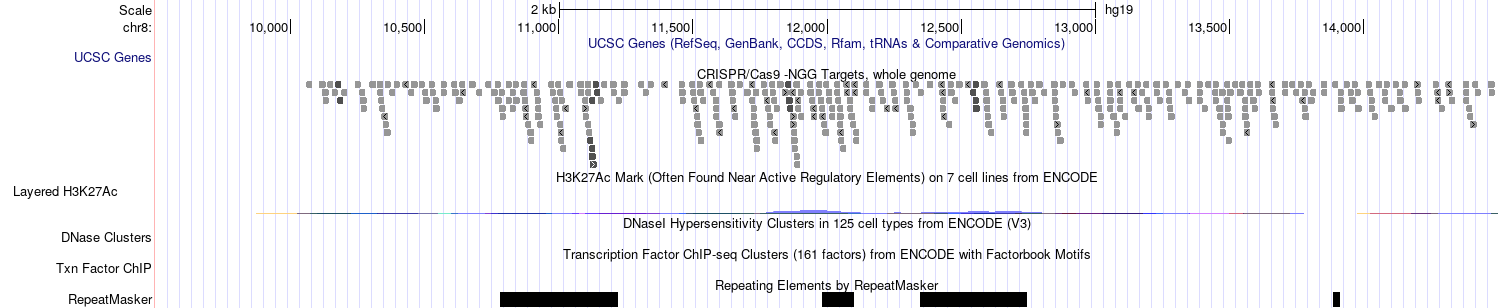 Scale 2 kb hg19
chr8: 10,000 10,500 11,000 11,500 12,000 12,500 13,000 13,500 14,000
UCSC Genes (RefSeq, GenBank, CCDS, Rfam, tRNAs & Comparative Genomics)
UCSC Genes
CRISPR/Cas9 -NGG Targets, whole genome
H3K27Ac Mark (Often Found Near Active Regulatory Elements) on 7 cell lines from ENCODE
Layered H3K27Ac
DNaseI Hypersensitivity Clusters in 125 cell types from ENCODE (V3)
DNase Clusters
Transcription Factor ChIP-seq Clusters (161 factors) from ENCODE with Factorbook Motifs
Txn Factor ChIP
Repeating Elements by RepeatMasker
RepeatMasker